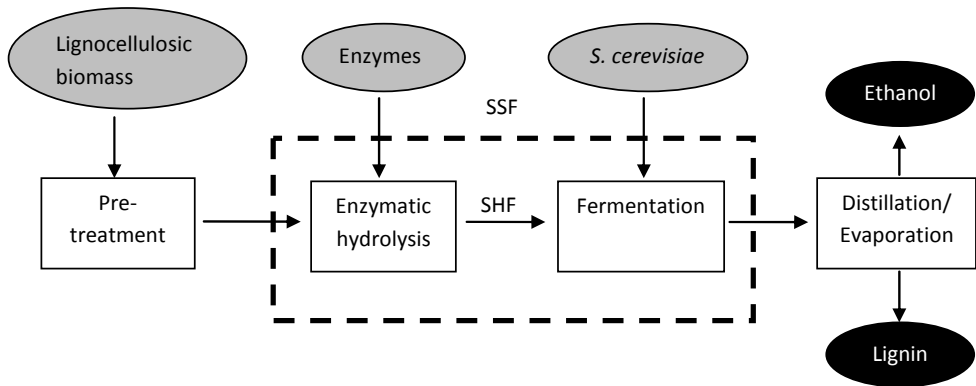 Lignocellulosic
biomass
Enzymes
S. cerevisiae
Ethanol
SSF
Pre-
treatment
Enzymatic
hydrolysis
SHF
Fermentation
Distillation/
Evaporation
Lignin